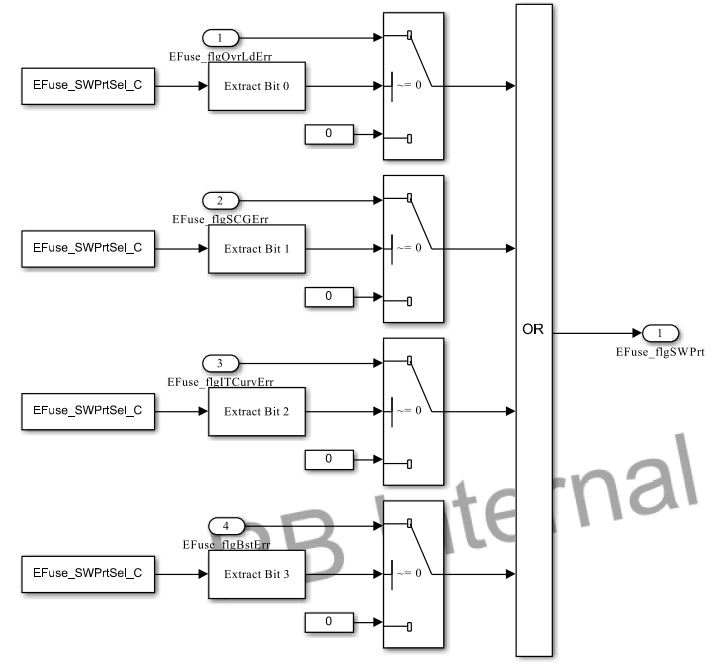 1
EFuse_flgOvrLdErr
EFuse_SWPrtSel_C
Extract Bit 0
~= 0
0
2
EFuse_flgSCGErr
EFuse_SWPrtSel_C
Extract Bit 1
~= 0
0
OR
1
EFuse_flgSWPrt
3
EFuse_flgITCurvErr
EFuse_SWPrtSel_C
Extract Bit 2
~= 0
0
4
EFuse_flgBstErr
EFuse_SWPrtSel_C
Extract Bit 3
~= 0
0
Internal